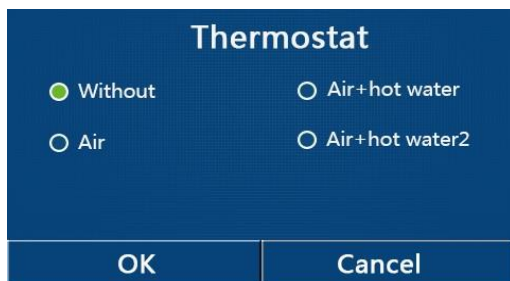 Thermostat
Without
Air+hot water
Air
Air+hot water2
OK
Cancel